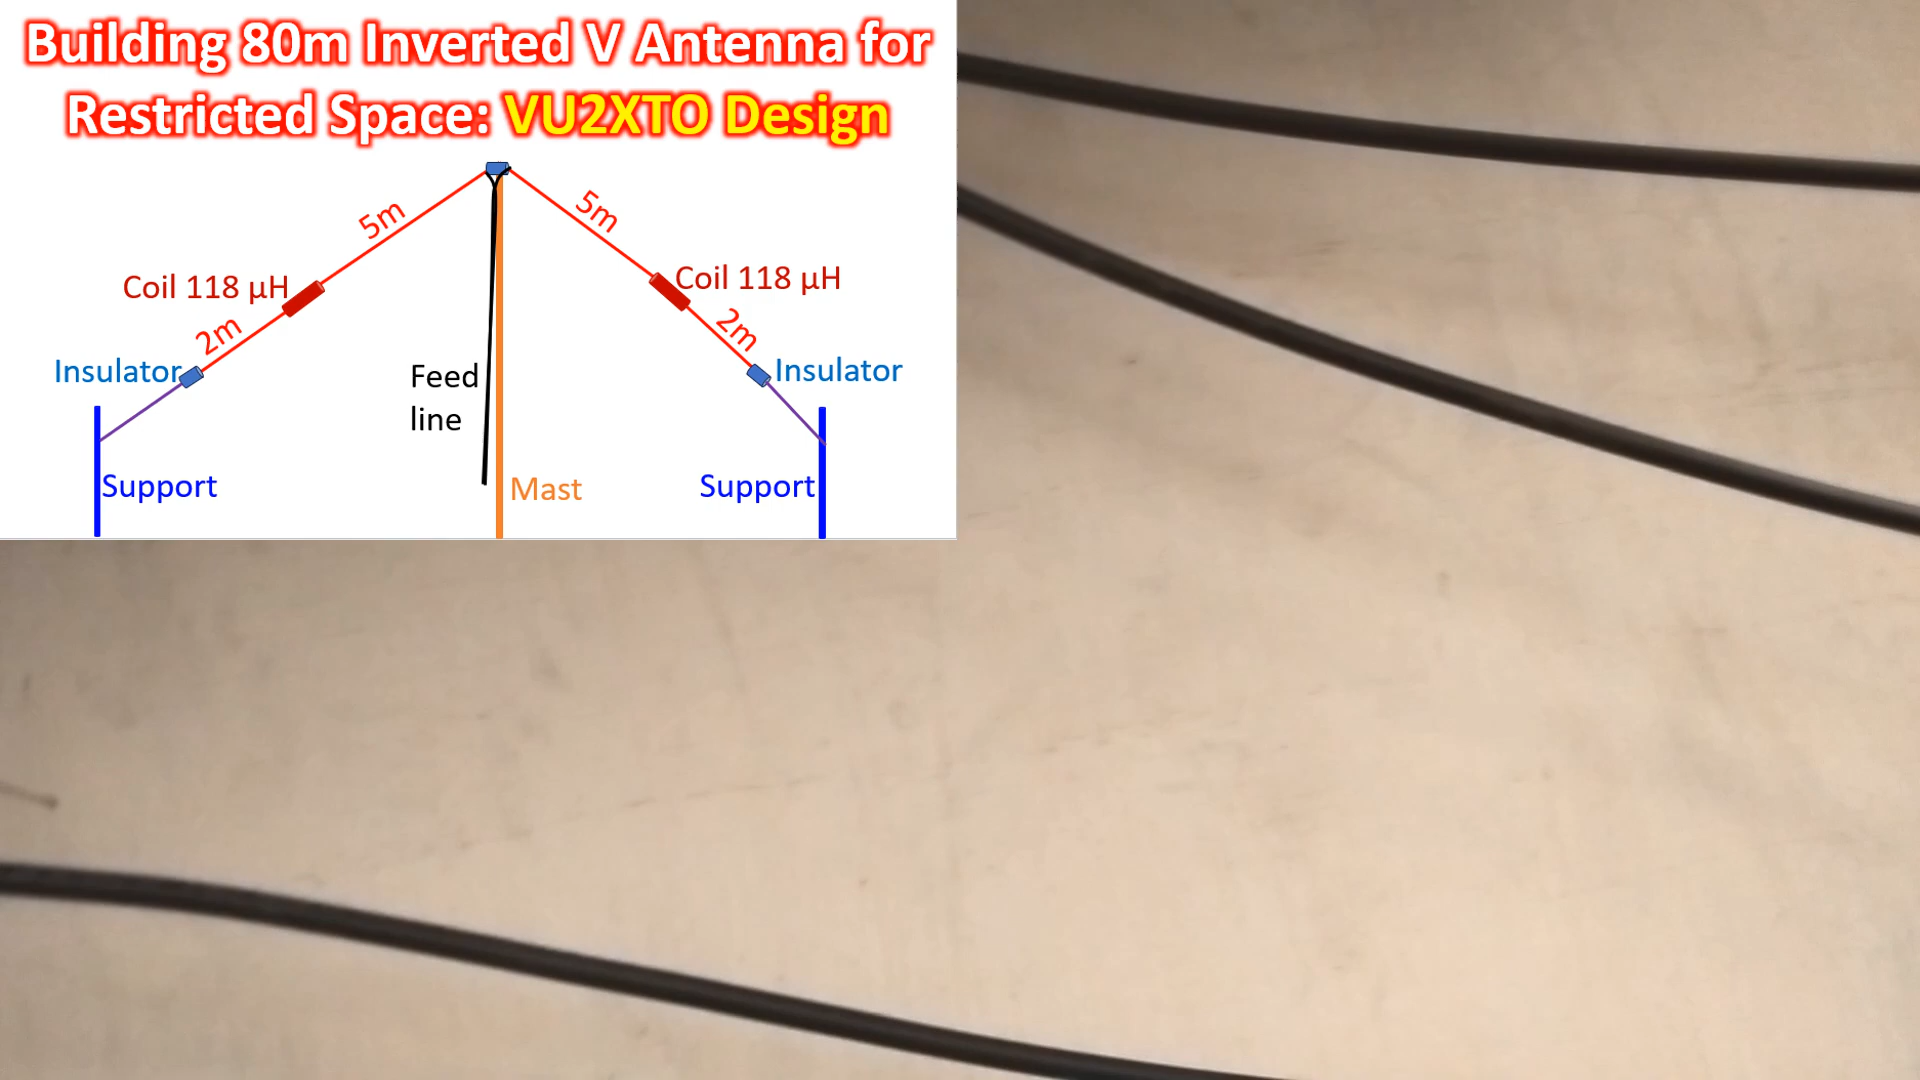 Building 80m Inverted V Antenna for
Restricted Space: VU2XTO Design
5m
5m
Coil 118 µH
Coil 118 µH
2m
2m
Insulator
Insulator
Feed
line
Support
Mast
Support